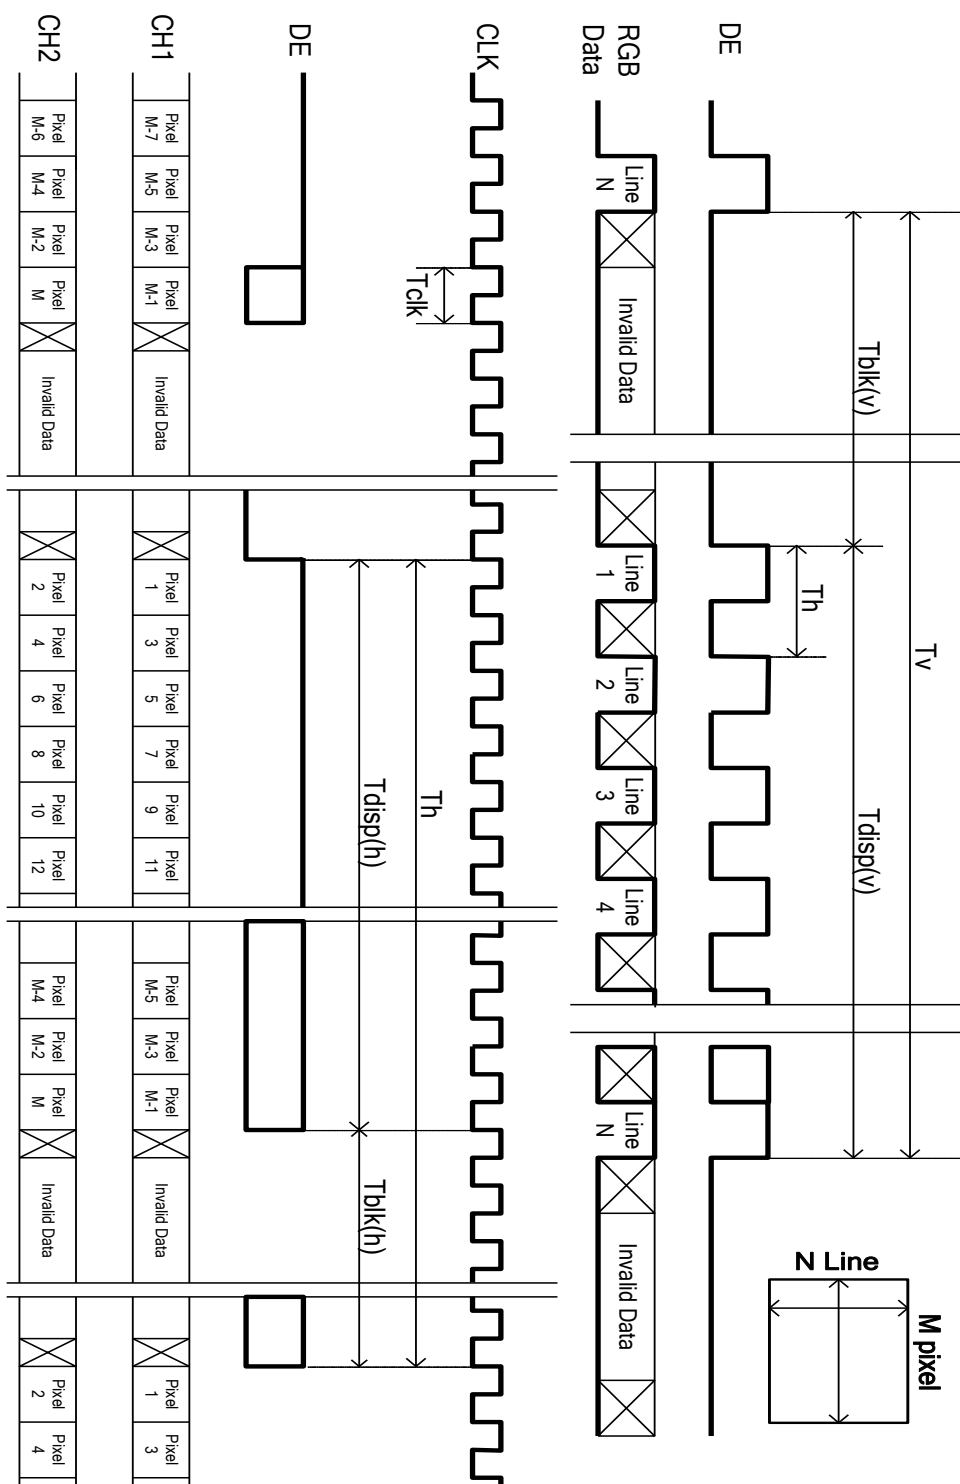 Tv
Tblk(v)
Tdisp(v)
Th
DE
RGB
Data
Line
N
Invalid Data
Line
1
Line
2
Line
3
Line
4
Line
N
Invalid Data
M pixel
N Line
CLK
Tclk
Th
Tdisp(h)
Tblk(h)
DE
CH1
Pixel
M-7
Pixel
M-5
Pixel
M-3
Pixel
M-1
Invalid Data
Pixel
1
Pixel
3
Pixel
5
Pixel
7
Pixel
9
Pixel
11
Pixel
M-5
Pixel
M-3
Pixel
M-1
Invalid Data
Pixel
1
Pixel
3
CH2
Pixel
M-6
Pixel
M-4
Pixel
M-2
Pixel
M
Invalid Data
Pixel
2
Pixel
4
Pixel
6
Pixel
8
Pixel
10
Pixel
12
Pixel
M-4
Pixel
M-2
Pixel
M
Invalid Data
Pixel
2
Pixel
4